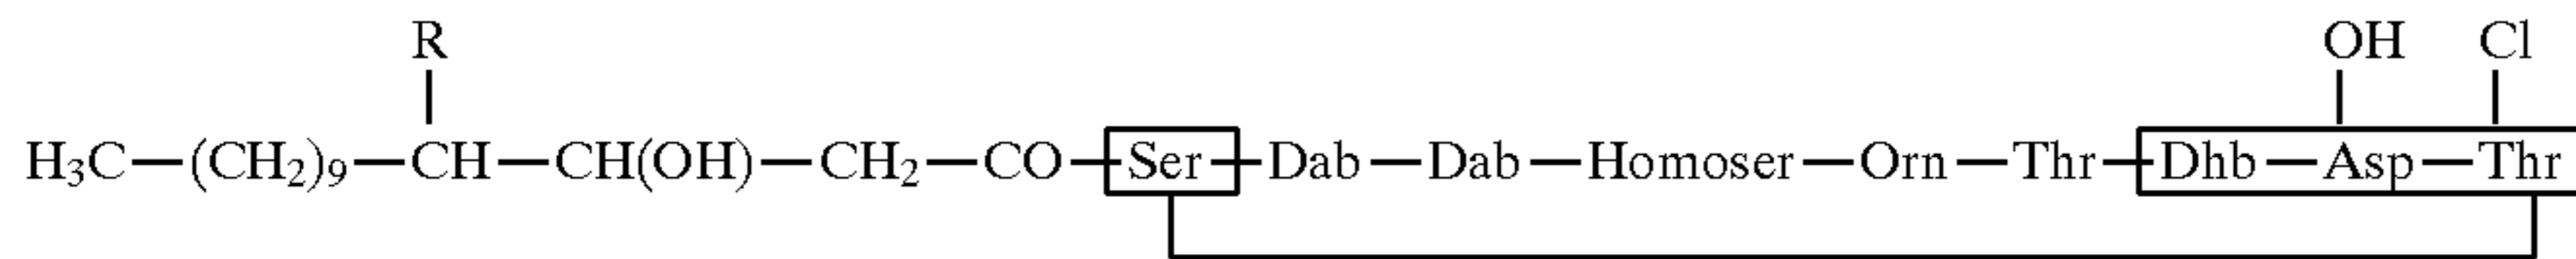 R OH Cl
H₃C—(CH₂)₉—CH—CH(OH)—CH₂—CO—Ser—Dab—Dab—Homoser—Orn—Thr—Dhb—Asp—Thr